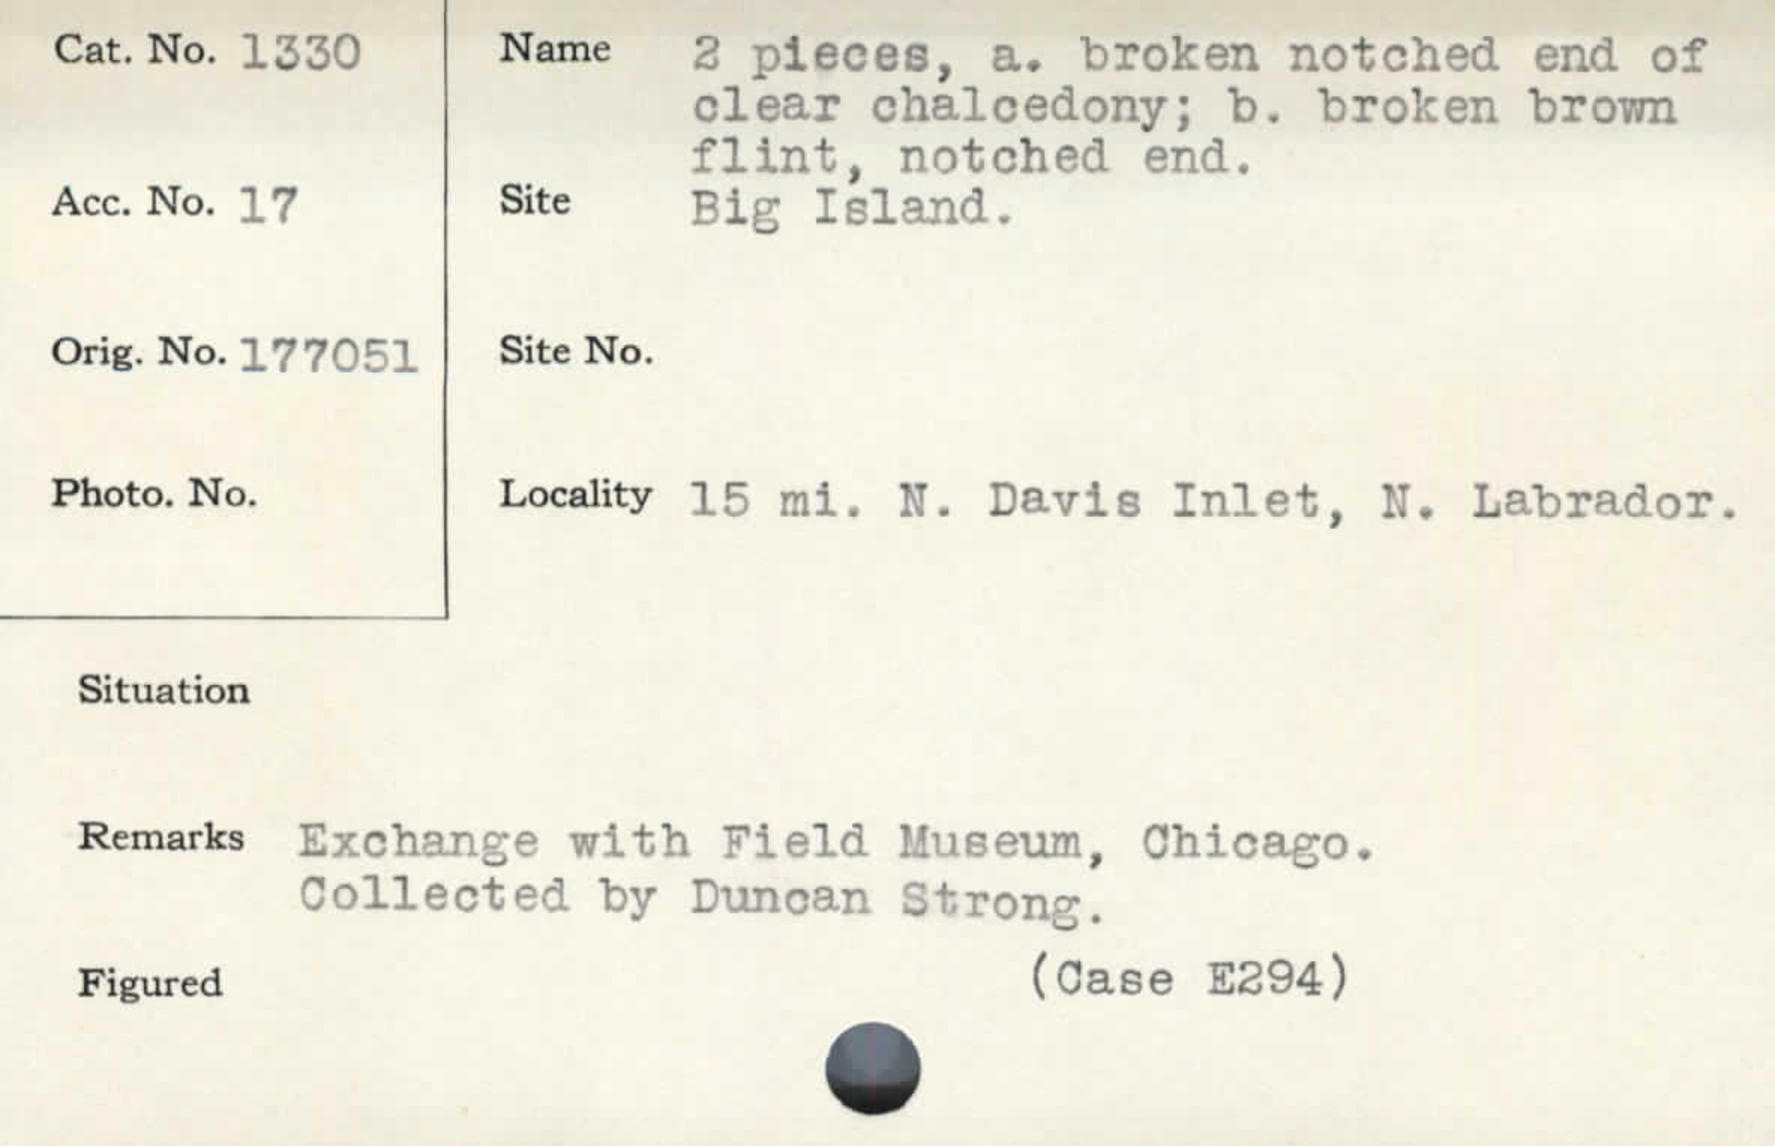 Cat. No. 1330
Name 2 pieces, a. broken notched end of
clear chalcedony; b. broken brown
flint, notched end.
Acc. No. 17
Site Big Island.
Orig. No. 177051
Site No.
Photo. No.
Locality 15 mi. N. Davis Inlet, N. Labrador.
Situation
Remarks Exchange with Field Museum, Chicago.
Collected by Duncan Strong.
Figured
(Case E294)